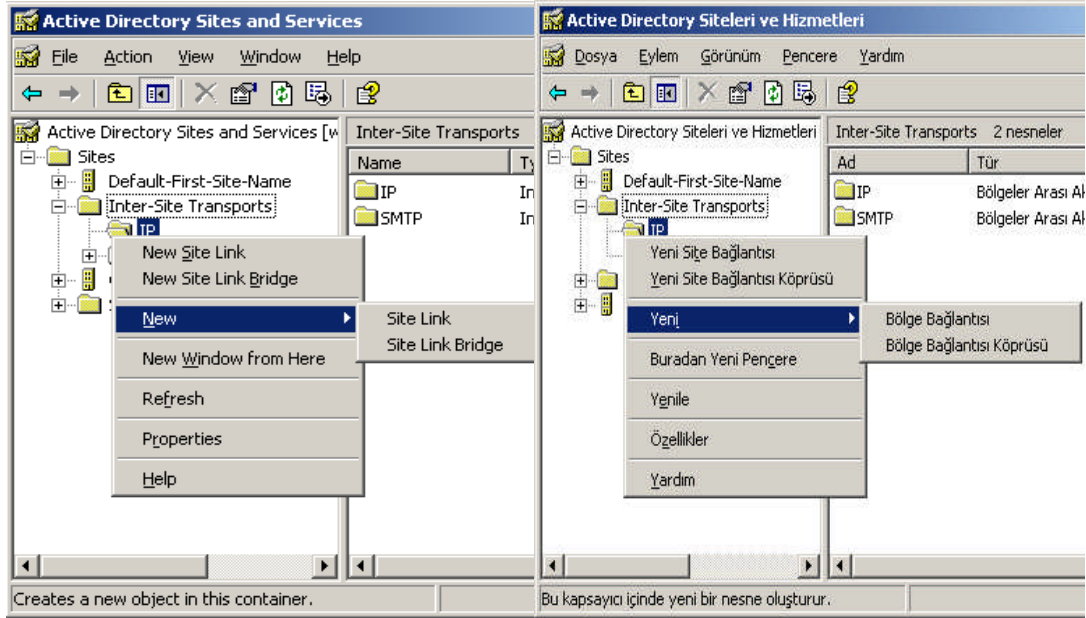 Active Directory Sites and Services
File Action View Window Help
Active Directory Sites and Services
Sites
Default-First-Site-Name
Inter-Site Transports
IP
New Site Link
New Site Link Bridge
New
New Window from Here
Refresh
Properties
Help
Site Link
Site Link Bridge
Inter-Site Transports
Name
IP
SMTP
Creates a new object in this container.
Active Directory Siteleri ve Hizmetleri
Dosya Eylem Görünüm Pencere Yardım
Active Directory Siteleri ve Hizmetleri
Sites
Default-First-Site-Name
Inter-Site Transports
IP
Yeni Site Bağlantısı
Yeni Site Bağlantısı Köprüsü
Yeni
Buradan Yeni Pençere
Yenile
Özellikler
Yardım
Bölge Bağlantısı
Bölge Bağlantısı Köprüsü
Inter-Site Transports 2 nesneler
Ad Tür
IP Bölgeler Arası
SMTP Bölgeler Arası
Bu kapsayıcı içinde yeni bir nesne oluşturur.